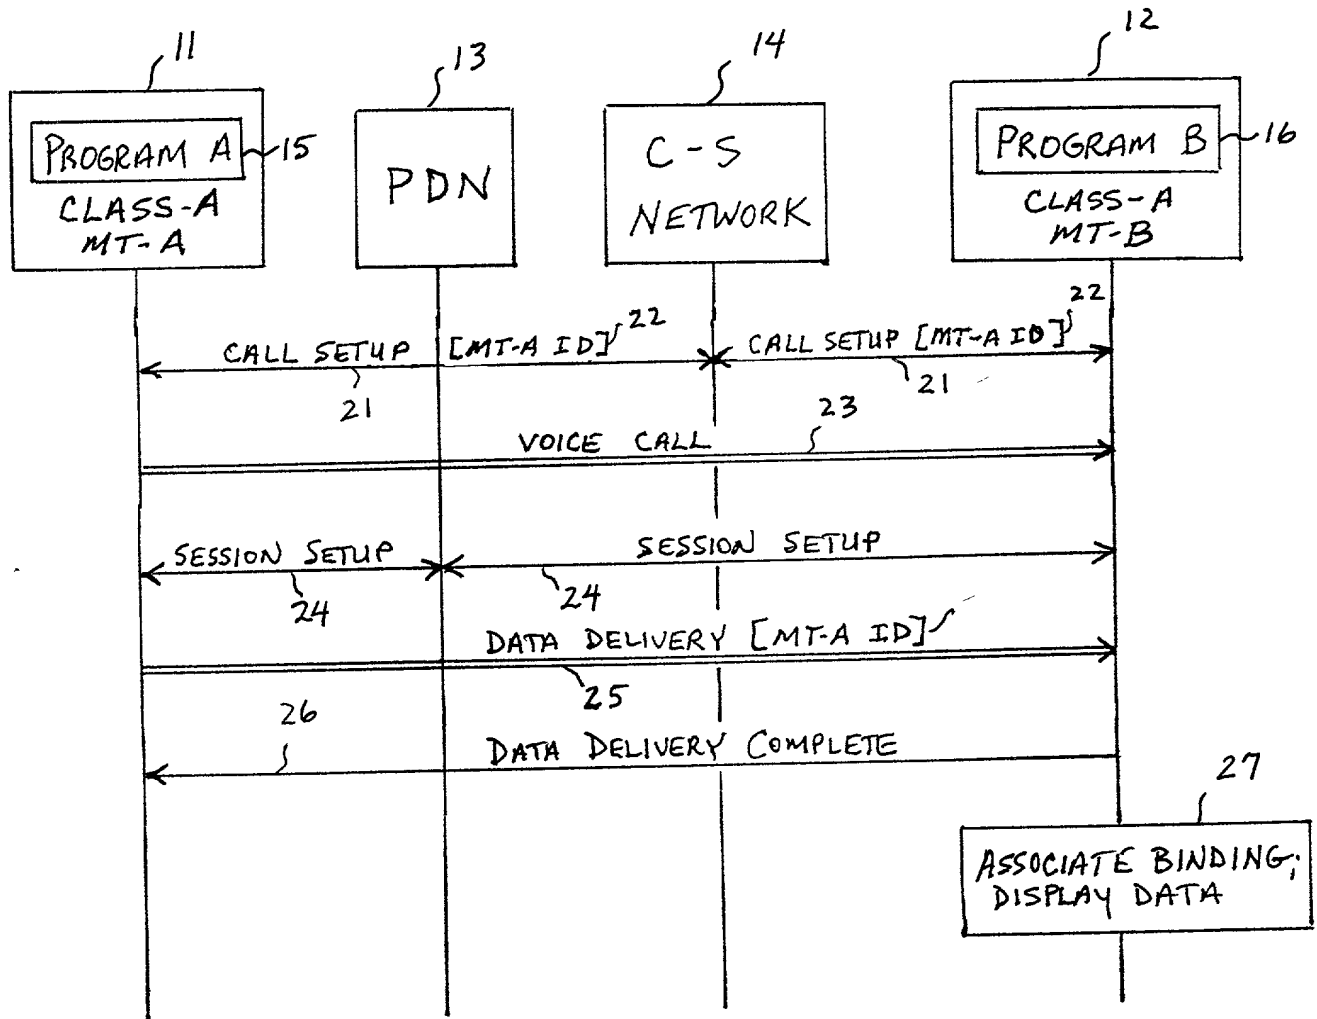 11
13
14
12
PROGRAM A
15
CLASS-A
MT-A
PDN
C-S
NETWORK
PROGRAM B
16
CLASS-A
MT-B
CALL SETUP [MT-A ID]
22
CALL SETUP [MT-A ID]
22
21
21
VOICE CALL
23
SESSION SETUP
SESSION SETUP
24
24
DATA DELIVERY [MT-A ID]
25
26
DATA DELIVERY COMPLETE
27
ASSOCIATE BINDING;
DISPLAY DATA